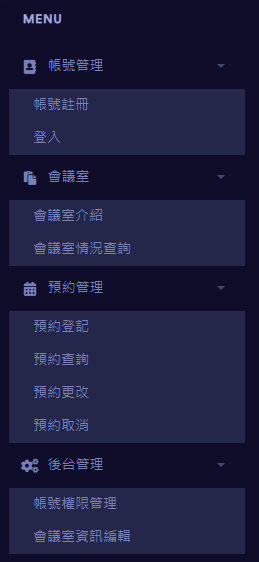 MENU
帳號管理
帳號註冊
登入
會議室
會議室介紹
會議室情況查詢
預約管理
預約登記
預約查詢
預約更改
預約取消
後台管理
帳號權限管理
會議室資訊編輯